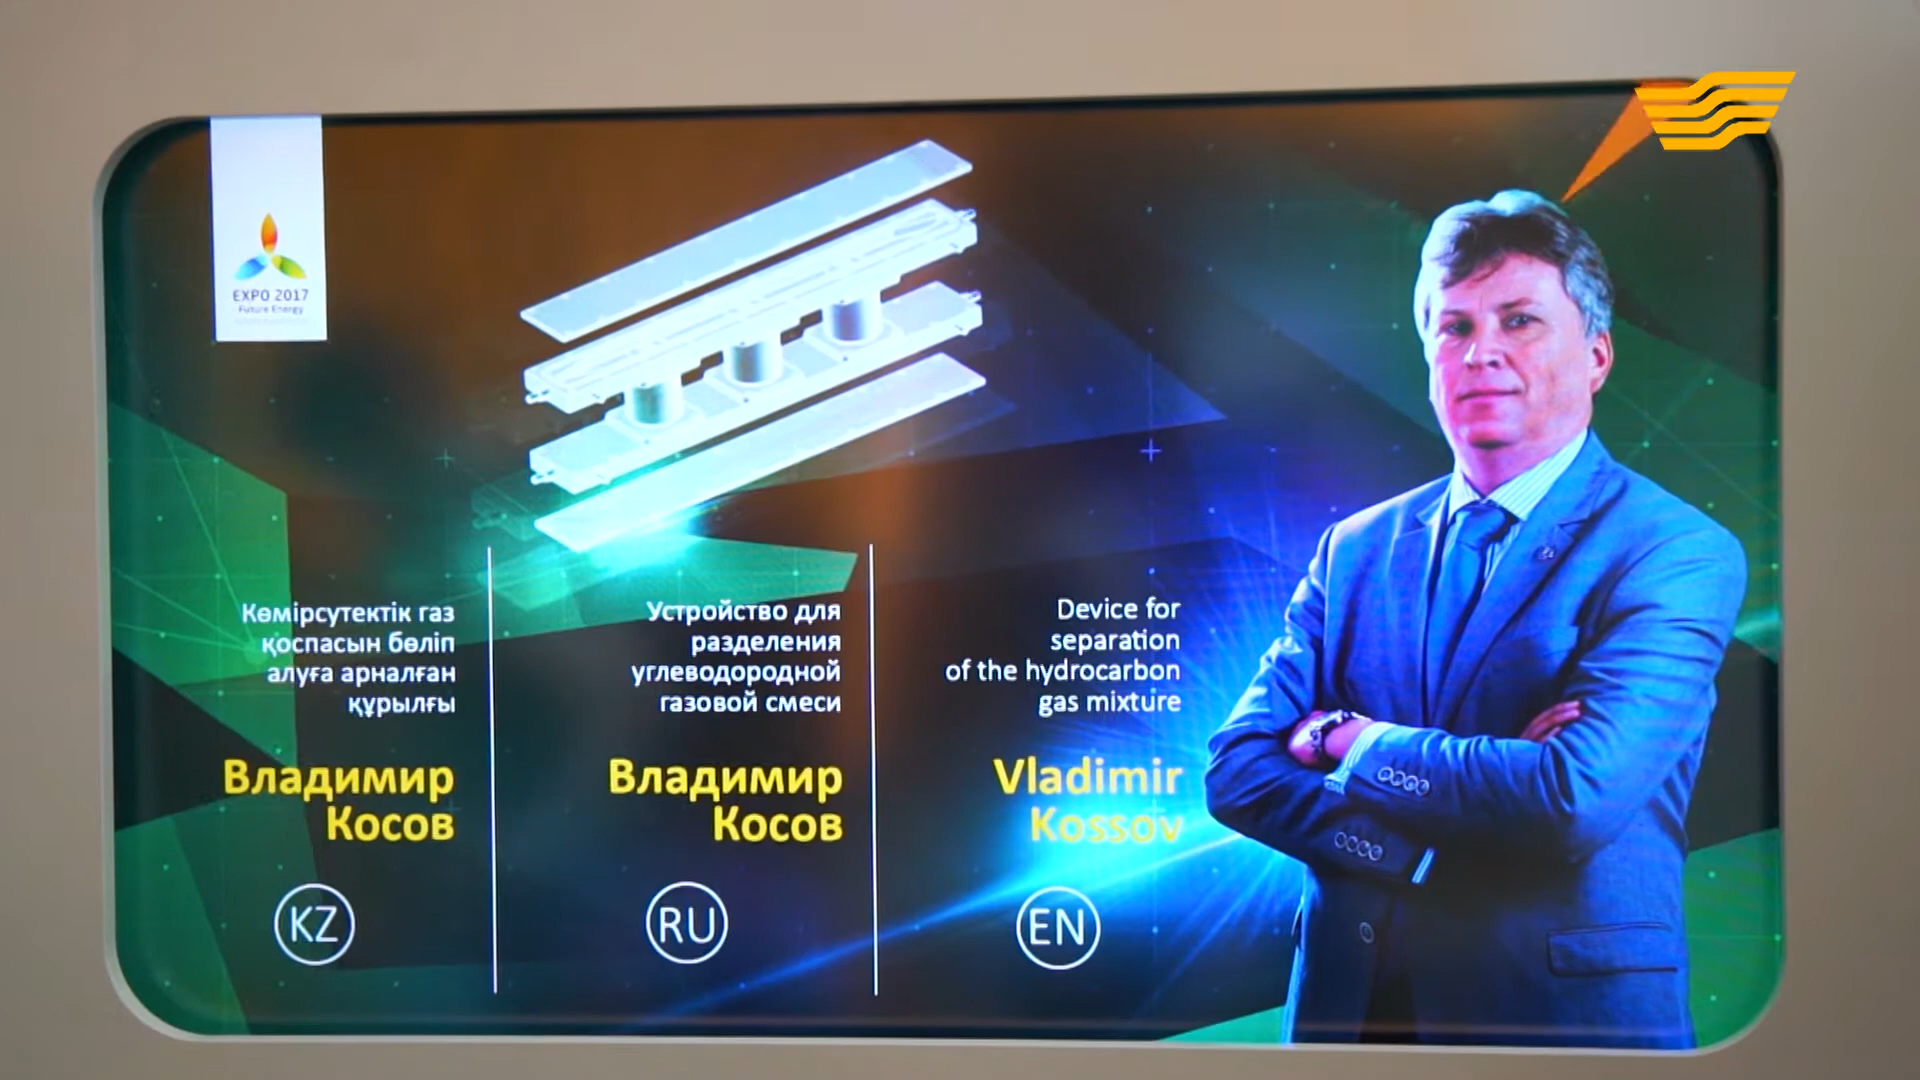 EXPO 2017
Future Energy
Көмірсутектік газ
қоспасын бөліп
алуға арналған
құрылғы
Владимир
Косов
KZ
Устройство для
разделения
углеводородной
газовой смеси
Владимир
Косов
RU
Device for
separation
of the hydrocarbon
gas mixture
Vladimir
Kossov
EN